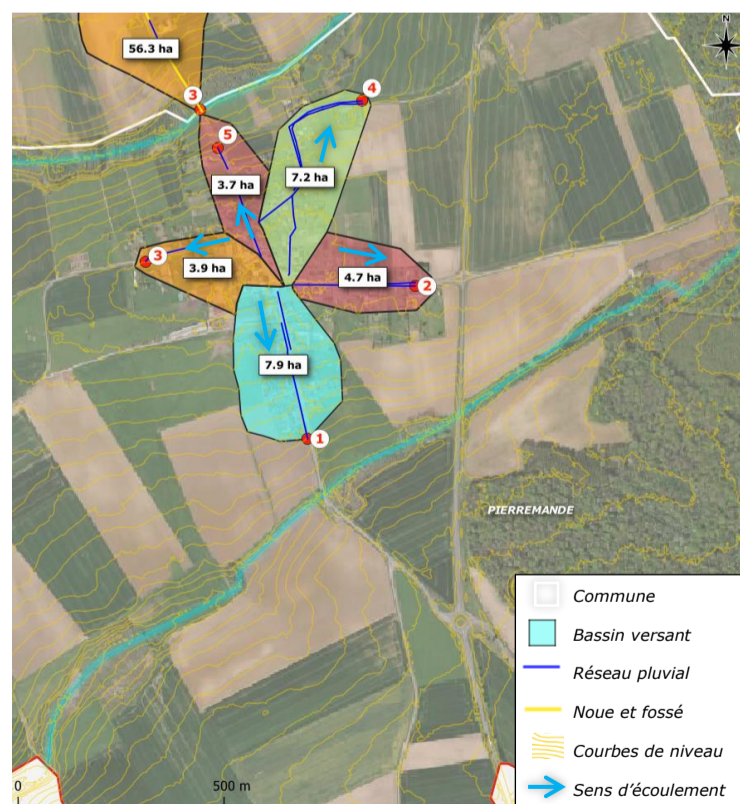 N
56.3 ha
3
4
5
7.2 ha
3.7 ha
3
3.9 ha
4.7 ha
2
7.9 ha
1
PIERREMANDE
Commune
Bassin versant
Réseau pluvial
Noue et fossé
Courbes de niveau
Sens d'écoulement
0
500 m